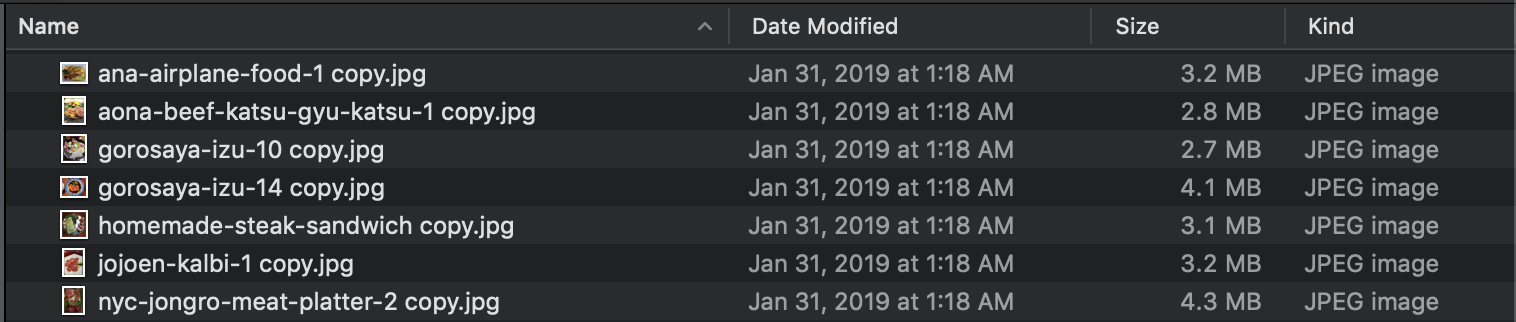 Name Date Modified Size Kind
ana-airplane-food-1 copy.jpg Jan 31, 2019 at 1:18 AM 3.2 MB JPEG image
aona-beef-katsu-gyu-katsu-1 copy.jpg Jan 31, 2019 at 1:18 AM 2.8 MB JPEG image
gorosaya-izu-10 copy.jpg Jan 31, 2019 at 1:18 AM 2.7 MB JPEG image
gorosaya-izu-14 copy.jpg Jan 31, 2019 at 1:18 AM 4.1 MB JPEG image
homemade-steak-sandwich copy.jpg Jan 31, 2019 at 1:18 AM 3.1 MB JPEG image
jojoen-kalbi-1 copy.jpg Jan 31, 2019 at 1:18 AM 3.2 MB JPEG image
nyc-jongro-meat-platter-2 copy.jpg Jan 31, 2019 at 1:18 AM 4.3 MB JPEG image